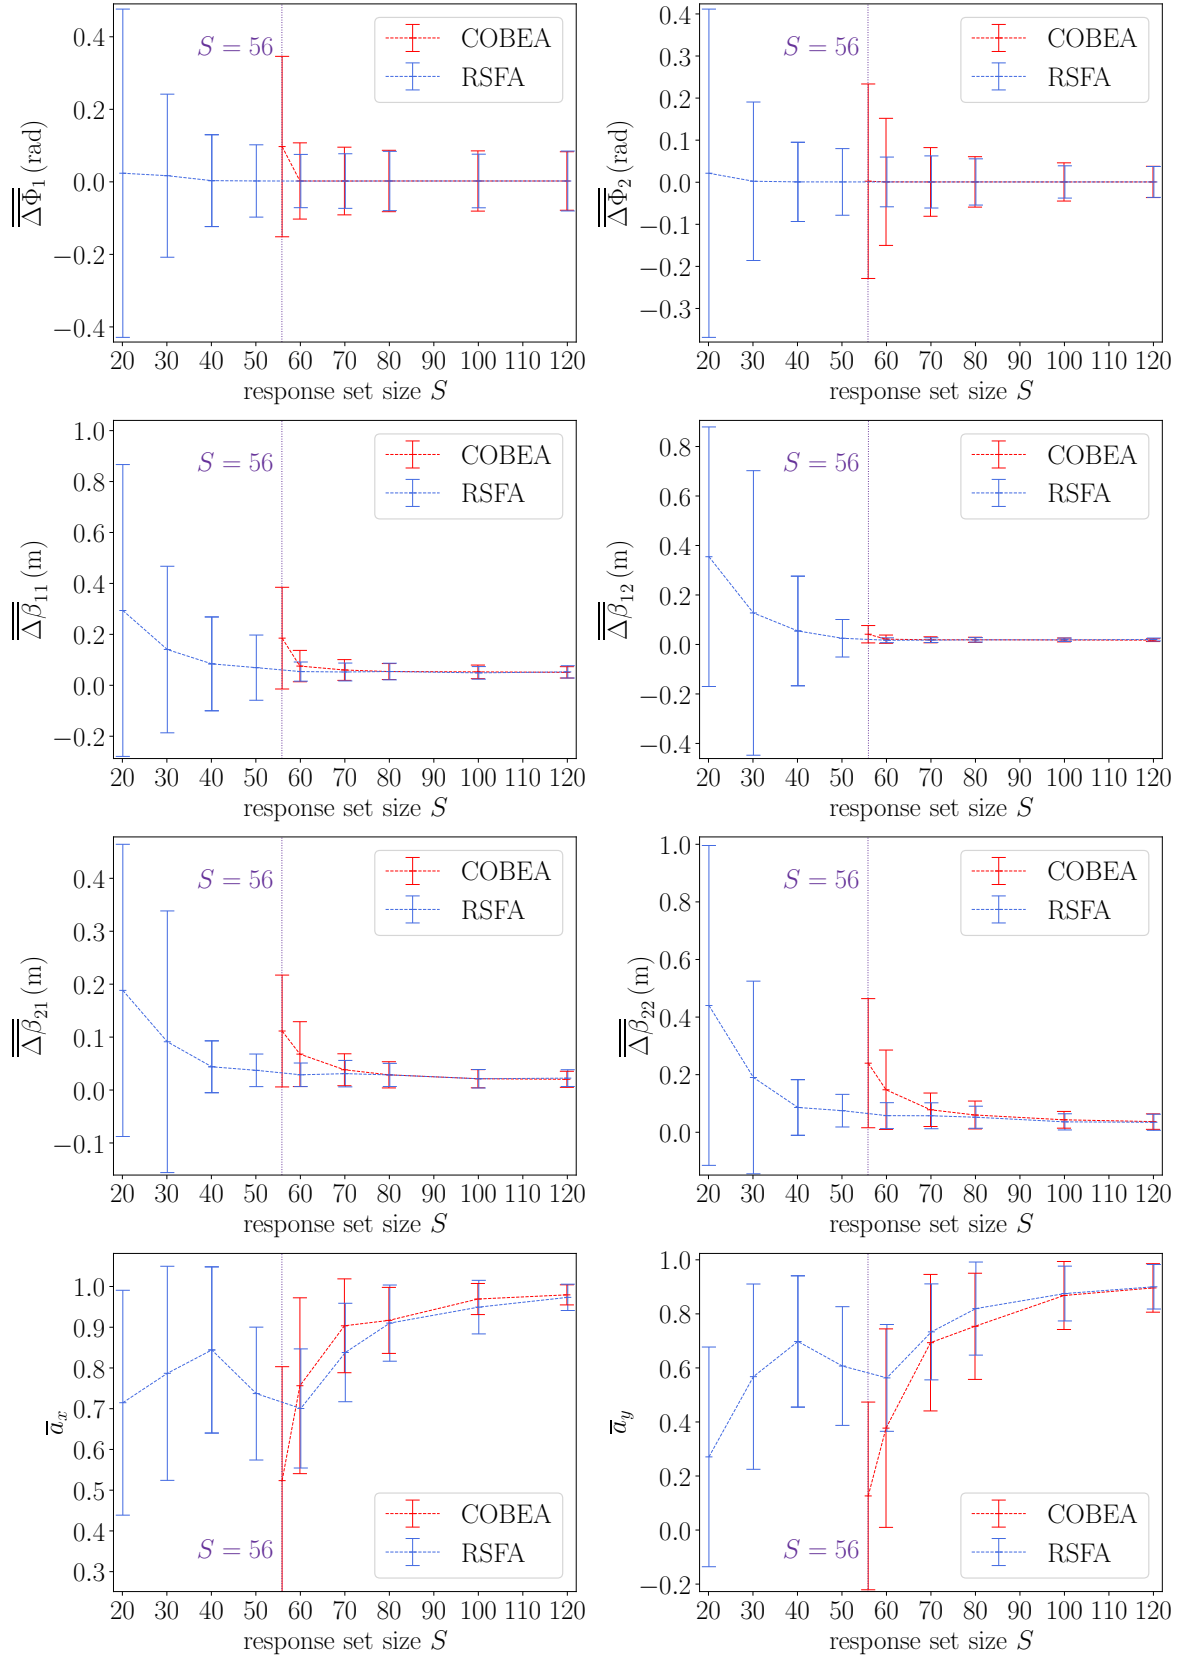 0.4
0.2
0.0
−0.2
−0.4
ΔΦ₁ (rad)
S = 56
COBEA
RSFA
20 30 40 50 60 70 80 90 100 110 120
response set size S
0.4
0.3
0.2
0.1
0.0
−0.1
−0.2
−0.3
ΔΦ₂ (rad)
S = 56
COBEA
RSFA
20 30 40 50 60 70 80 90 100 110 120
response set size S
1.0
0.8
0.6
0.4
0.2
0.0
−0.2
Δβ₁₁ (m)
S = 56
COBEA
RSFA
20 30 40 50 60 70 80 90 100 110 120
response set size S
0.8
0.6
0.4
0.2
0.0
−0.2
−0.4
Δβ₁₂ (m)
S = 56
COBEA
RSFA
20 30 40 50 60 70 80 90 100 110 120
response set size S
0.4
0.3
0.2
0.1
0.0
−0.1
Δβ₂₁ (m)
S = 56
COBEA
RSFA
20 30 40 50 60 70 80 90 100 110 120
response set size S
1.0
0.8
0.6
0.4
0.2
0.0
Δβ₂₂ (m)
S = 56
COBEA
RSFA
20 30 40 50 60 70 80 90 100 110 120
response set size S
1.0
0.9
0.8
0.7
0.6
0.5
0.4
0.3
a̅ₓ
S = 56
COBEA
RSFA
20 30 40 50 60 70 80 90 100 110 120
response set size S
1.0
0.8
0.6
0.4
0.2
0.0
−0.2
a̅_y
S = 56
COBEA
RSFA
20 30 40 50 60 70 80 90 100 110 120
response set size S